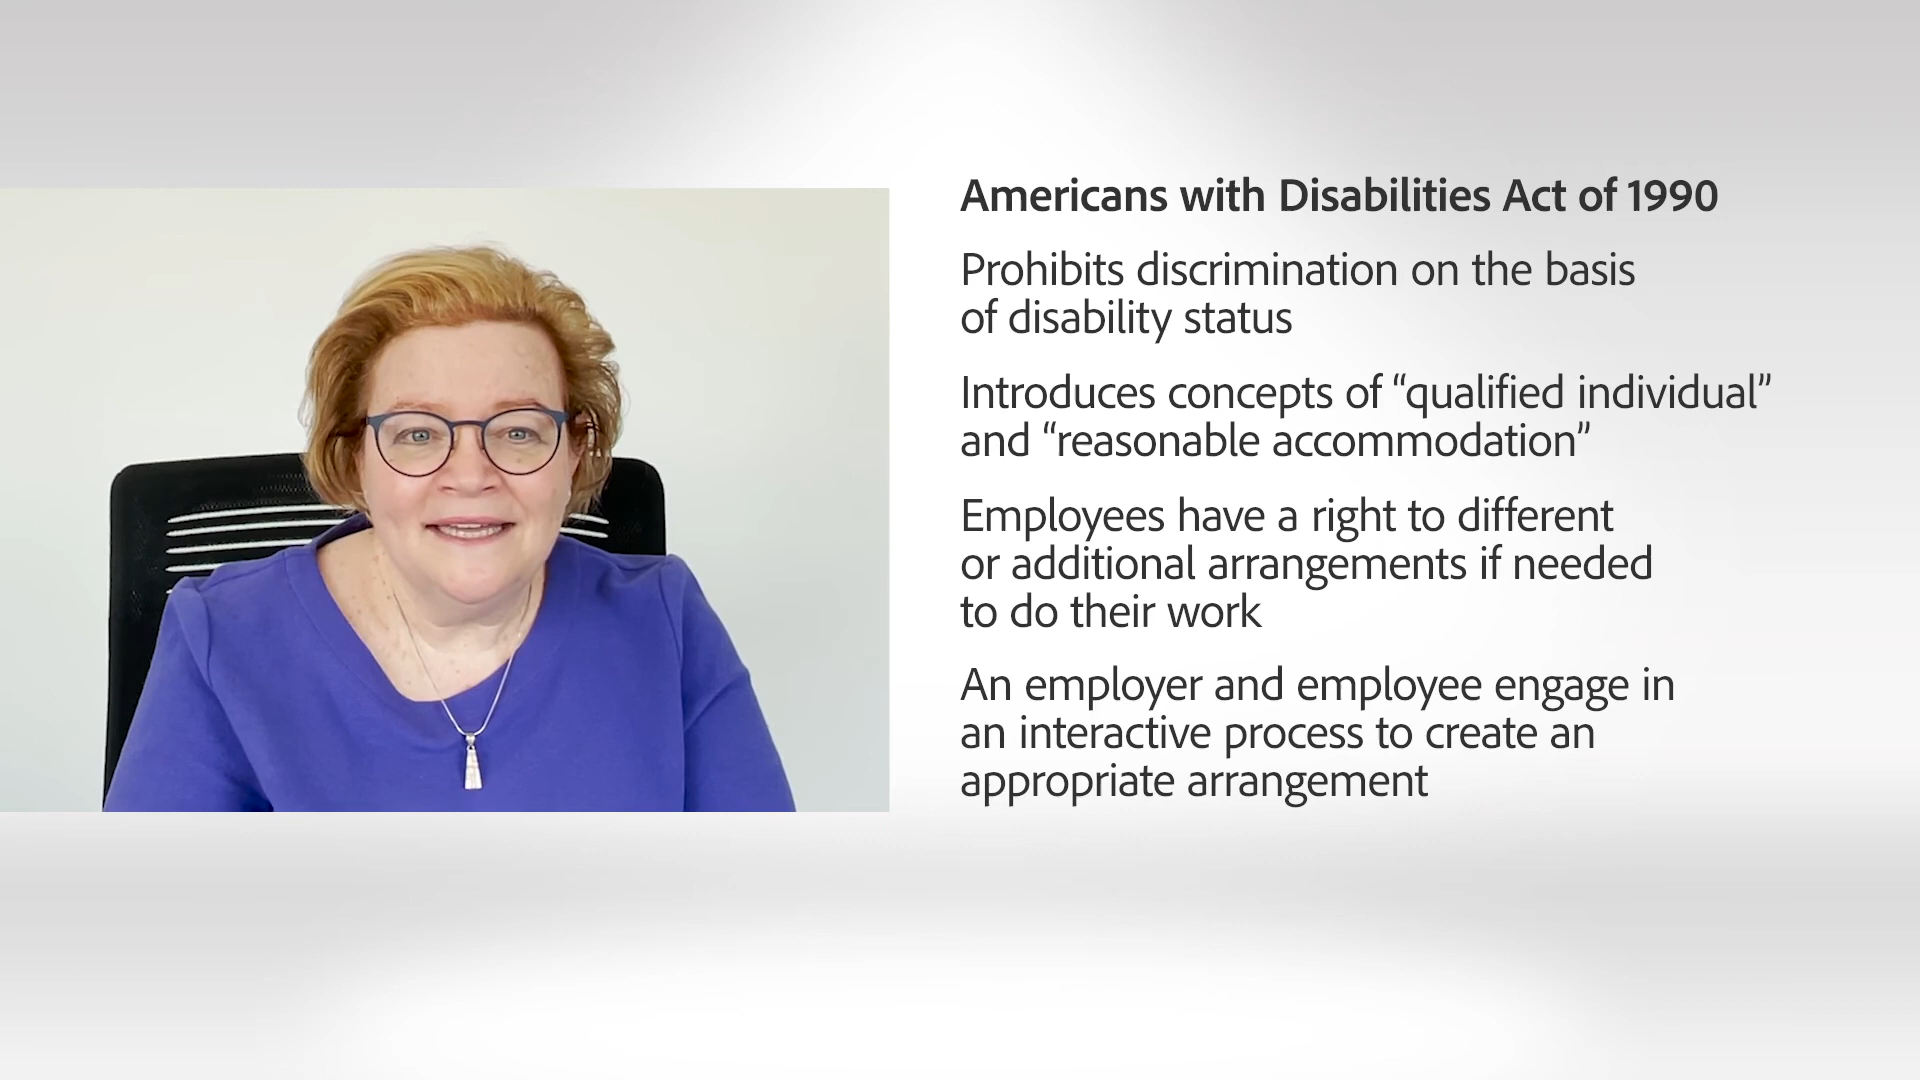 Americans with Disabilities Act of 1990
Prohibits discrimination on the basis
of disability status
Introduces concepts of “qualified individual”
and “reasonable accommodation”
Employees have a right to different
or additional arrangements if needed
to do their work
An employer and employee engage in
an interactive process to create an
appropriate arrangement